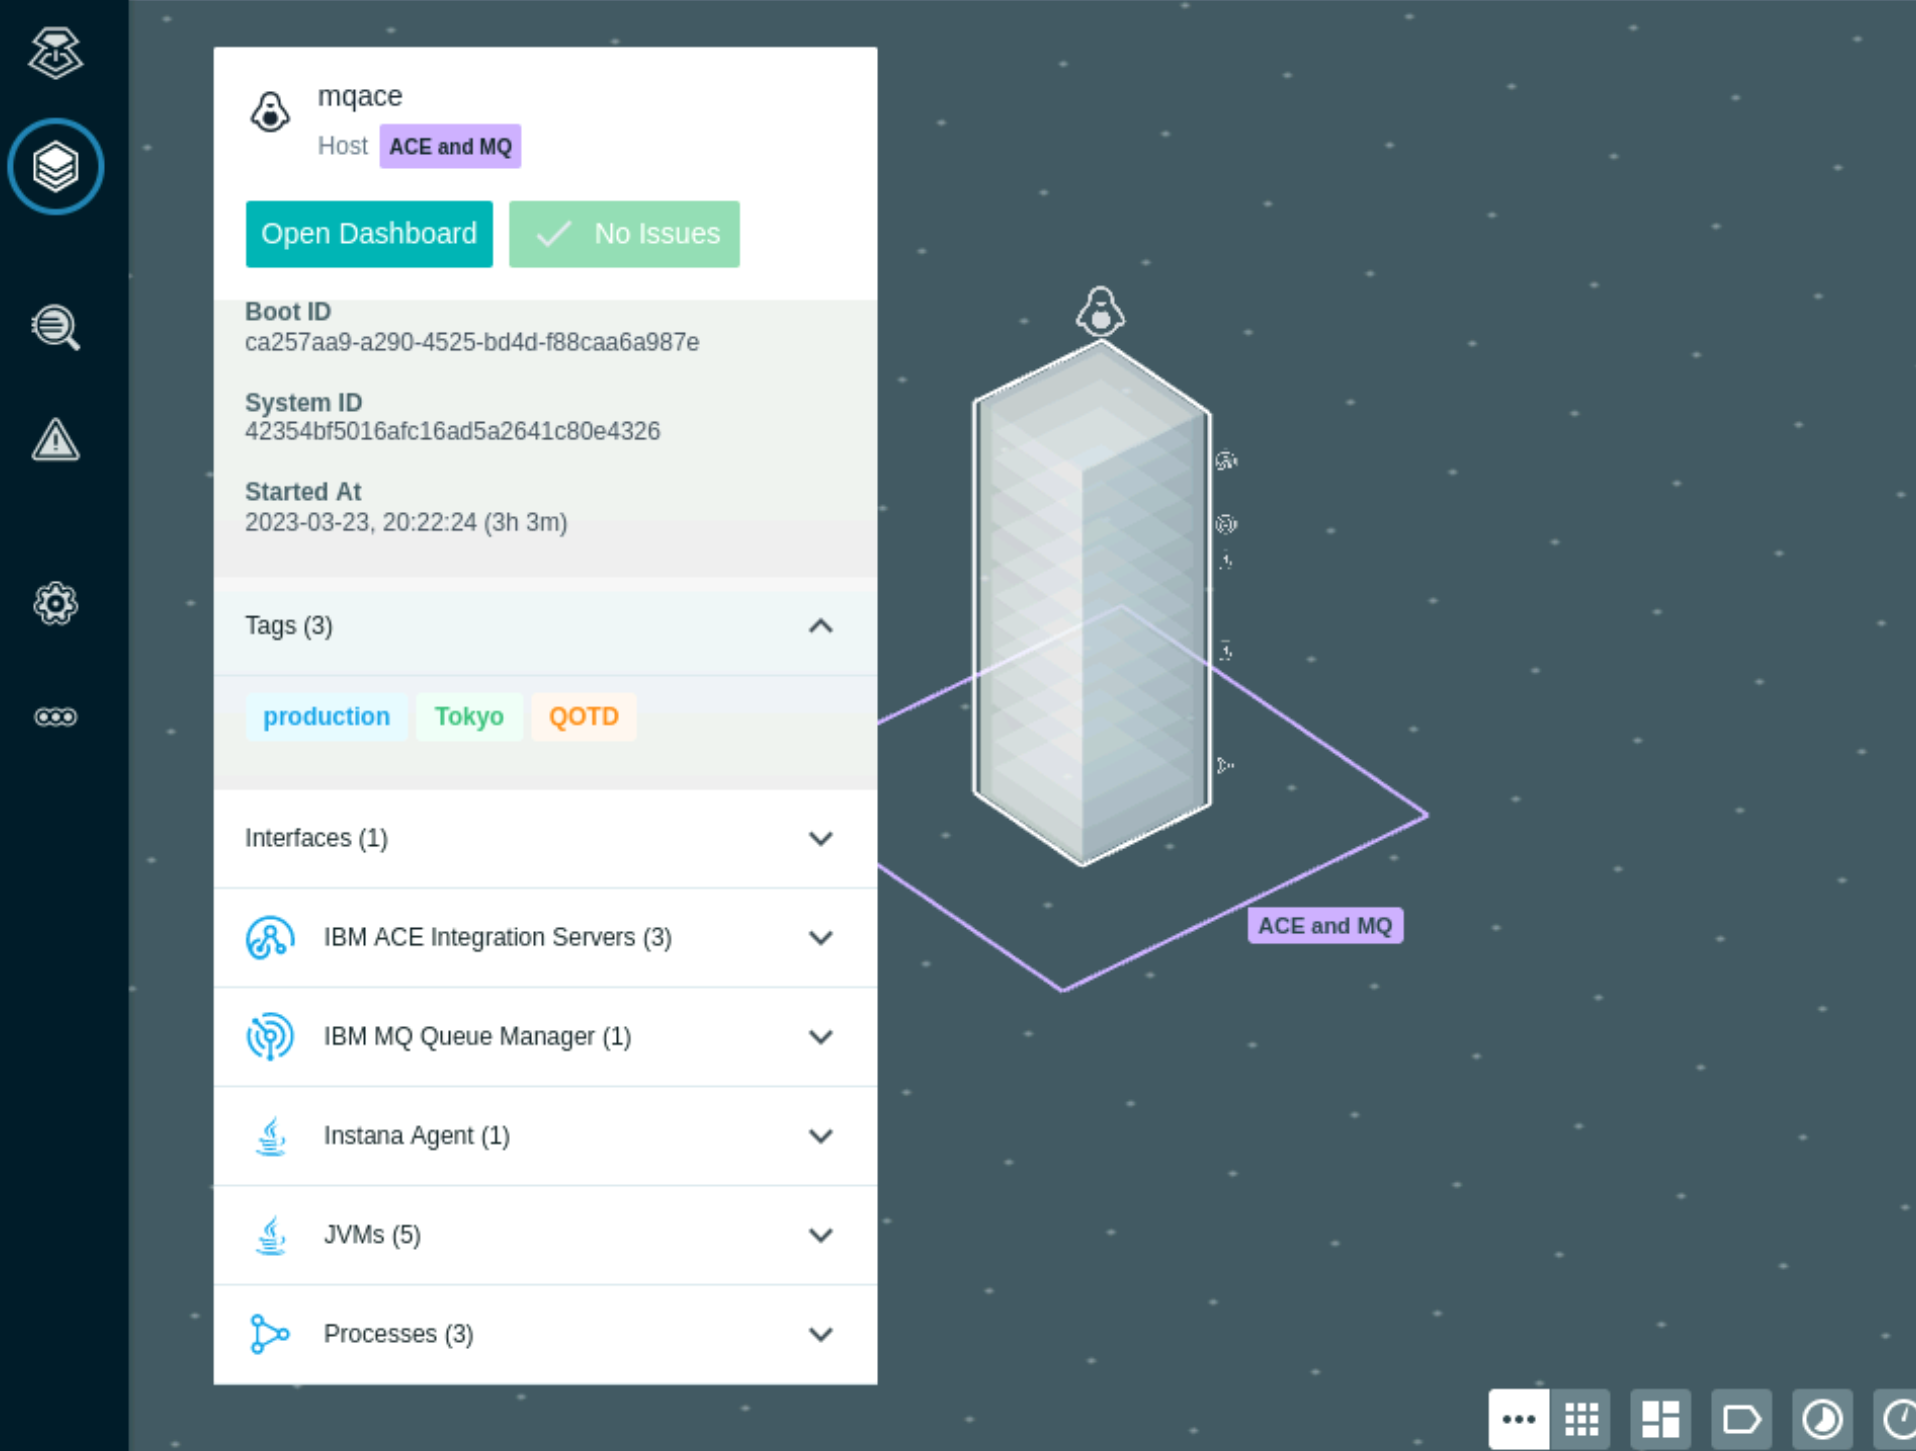 mqace
Host ACE and MQ
Open Dashboard No Issues
Boot ID
ca257aa9-a290-4525-bd4d-f88caa6a987e
System ID
42354bf5016afc16ad5a2641c80e4326
Started At
2023-03-23, 20:22:24 (3h 3m)
Tags (3)
production Tokyo QOTD
Interfaces (1)
IBM ACE Integration Servers (3)
IBM MQ Queue Manager (1)
Instana Agent (1)
JVMs (5)
Processes (3)
ACE and MQ